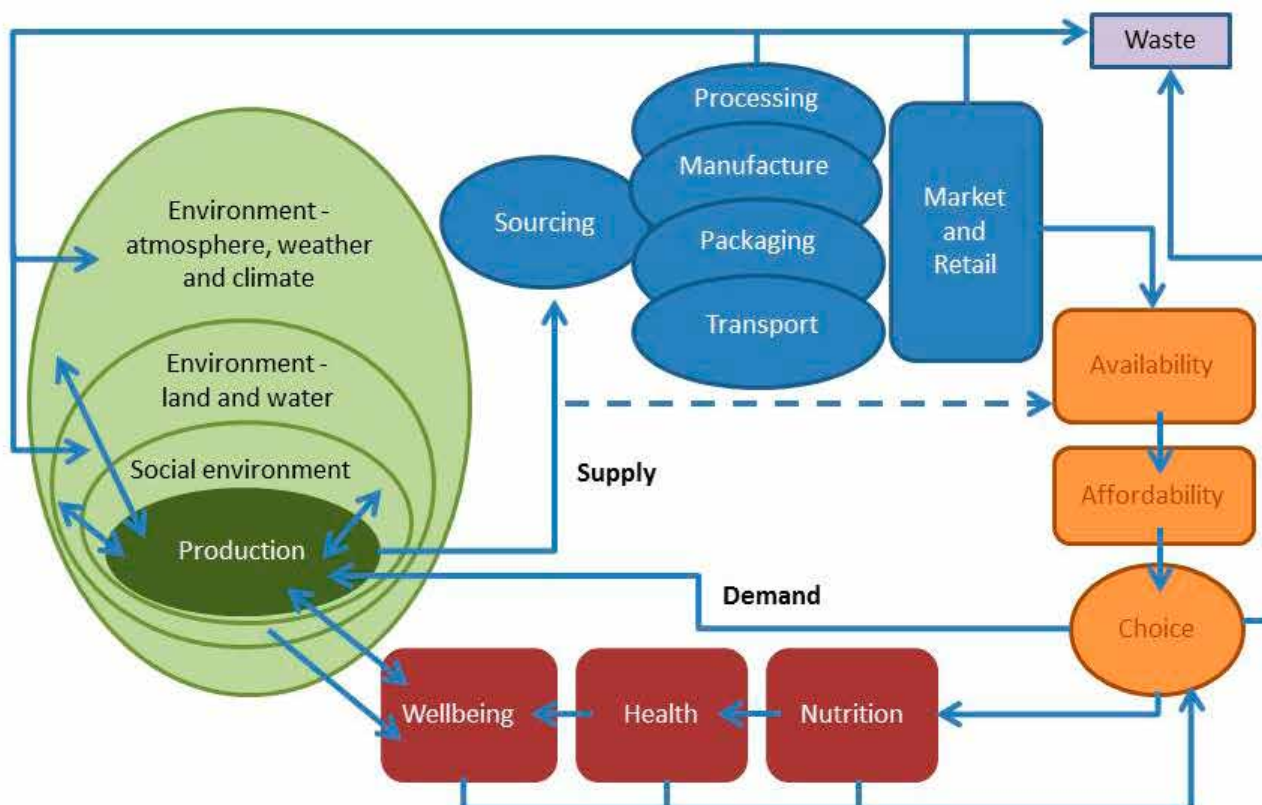 Waste
Processing
Manufacture
Packaging
Transport
Sourcing
Market
and
Retail
Environment -
atmosphere, weather
and climate
Environment -
land and water
Social environment
Production
Supply
Availability
Affordability
Demand
Choice
Wellbeing
Health
Nutrition